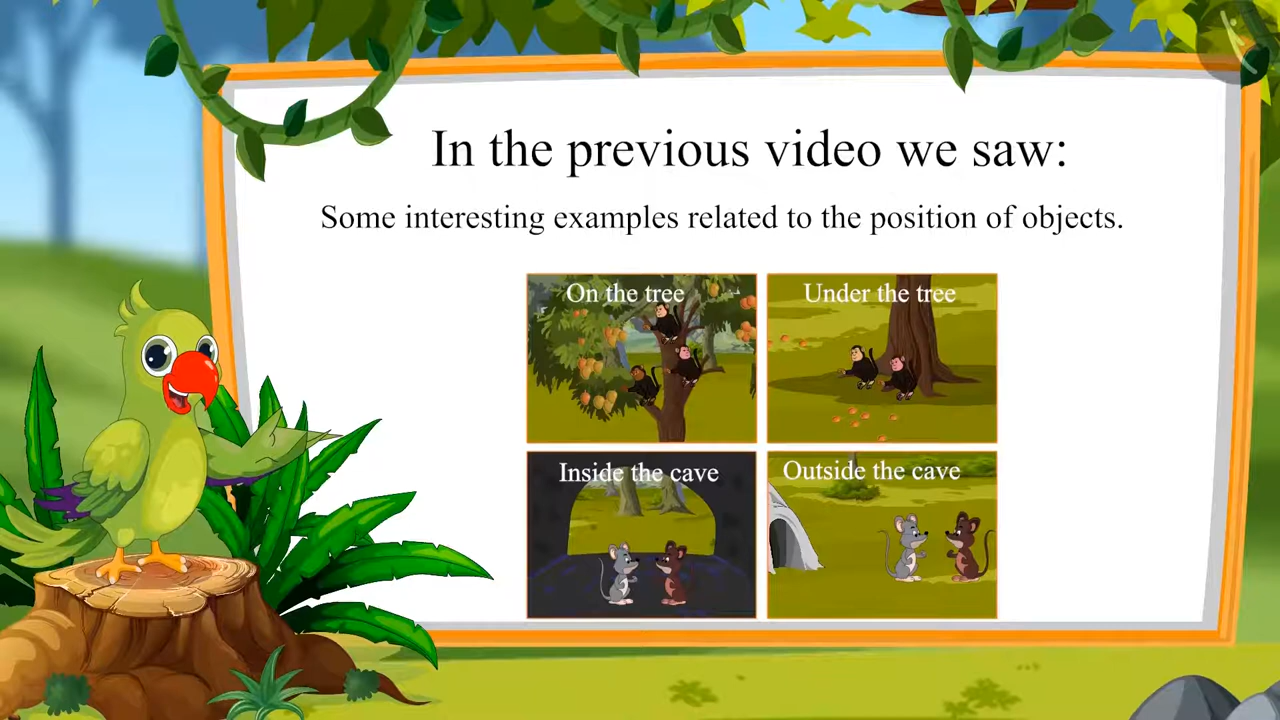 In the previous video we saw:
Some interesting examples related to the position of objects.
On the tree
Under the tree
Inside the cave
Outside the cave